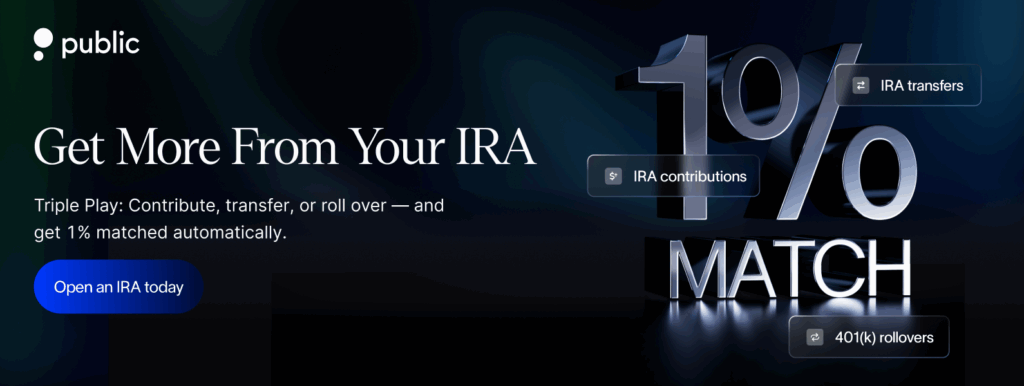 public
Get More From Your IRA
Triple Play: Contribute, transfer, or roll over — and
get 1% matched automatically.
Open an IRA today
1%
IRA transfers
IRA contributions
MATCH
401(k) rollovers